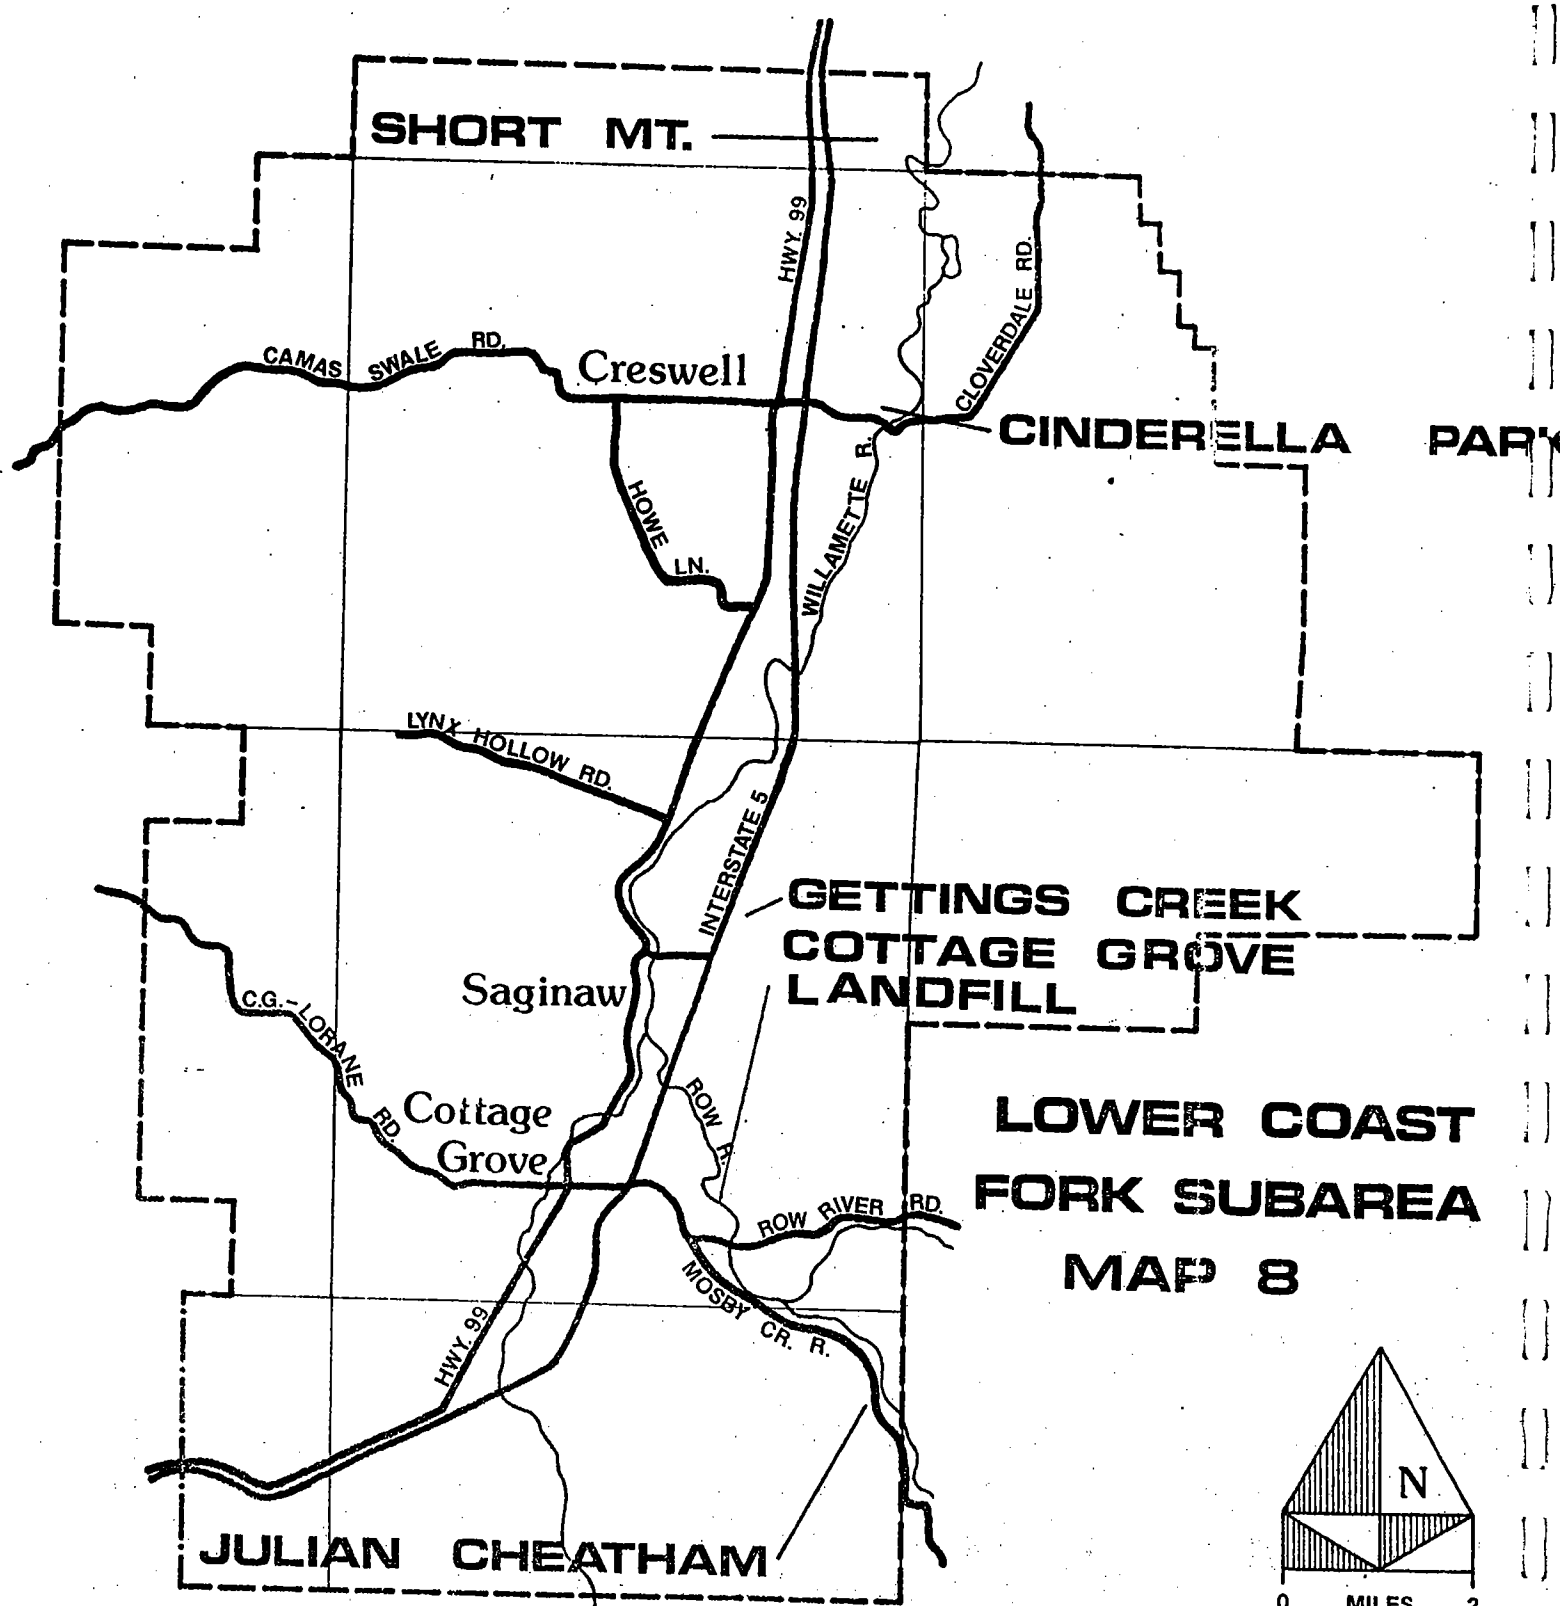 SHORT MT.
HWY. 99
CLOVERDALE RD.
CAMAS SWALE RD.
Creswell
CINDERELLA
WILLAMETTE R.
HOWE LN.
LYNX HOLLOW RD.
INTERSTATE 5
GETTINGS CREEK
COTTAGE GROVE
LANDFILL
Saginaw
C.G.-LORANE RD.
ROW R.
Cottage
Grove
LOWER COAST
FORK SUBAREA
MAP 8
ROW RIVER RD.
MOSBY CR. R.
HWY. 99
N
JULIAN CHEATHAM
0 MILES 2